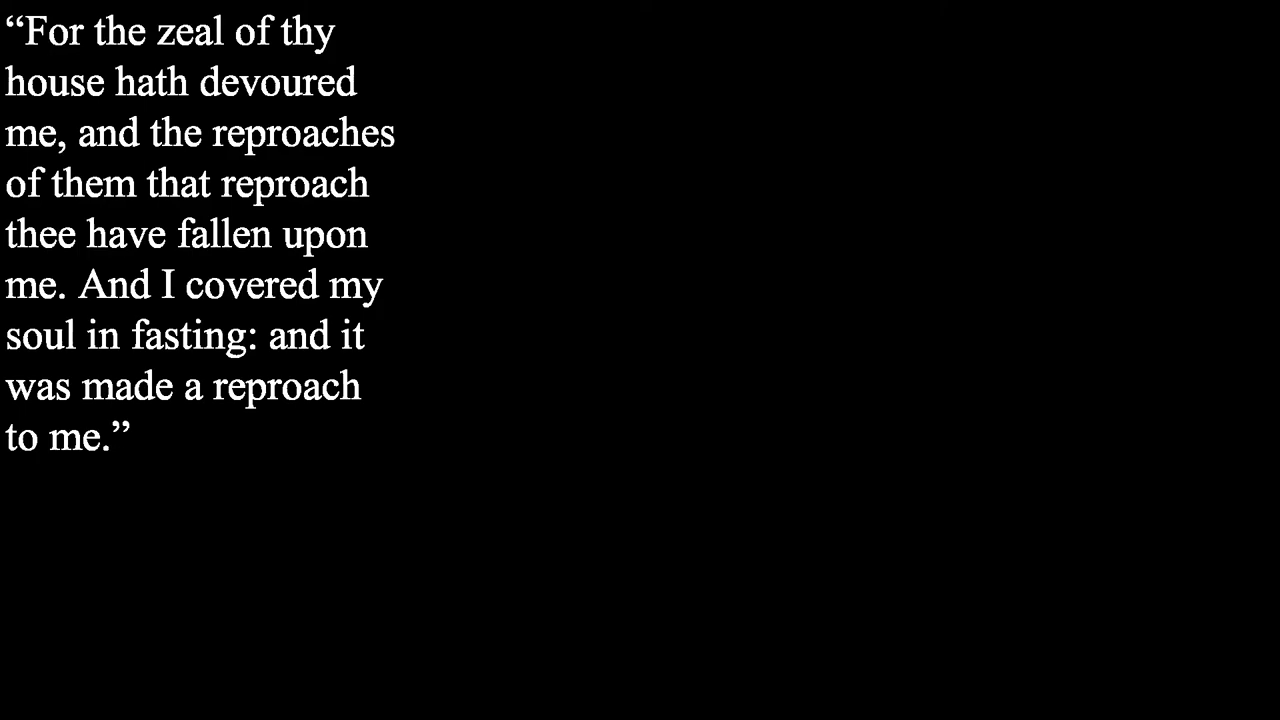 “For the zeal of thy
house hath devoured
me, and the reproaches
of them that reproach
thee have fallen upon
me. And I covered my
soul in fasting: and it
was made a reproach
to me.”